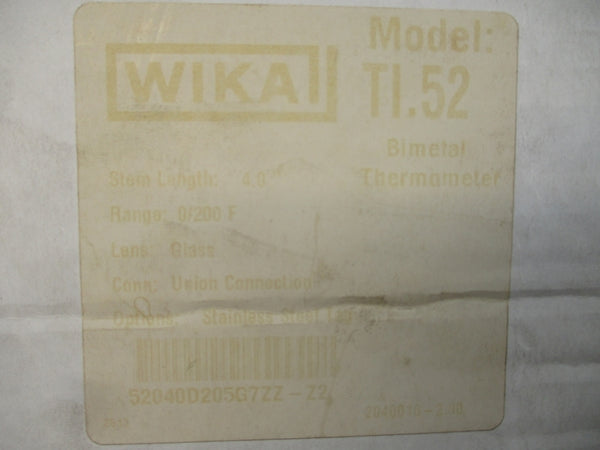 WIKA
Model:
TI.52
Bimetal
Thermometer
Stem Length: 4.0"
Range: 0/200 F
Lens: Glass
Conn: Union Connection
Options: Stainless Steel
52040D205G7ZZ-Z2